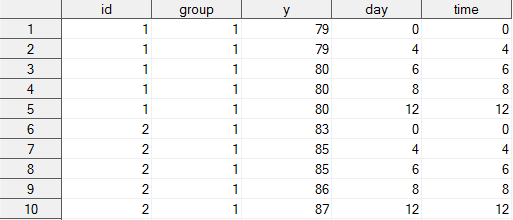 id group y day time
1 1 1 79 0 0
2 1 1 79 4 4
3 1 1 80 6 6
4 1 1 80 8 8
5 1 1 80 12 12
6 2 1 83 0 0
7 2 1 85 4 4
8 2 1 85 6 6
9 2 1 86 8 8
10 2 1 87 12 12